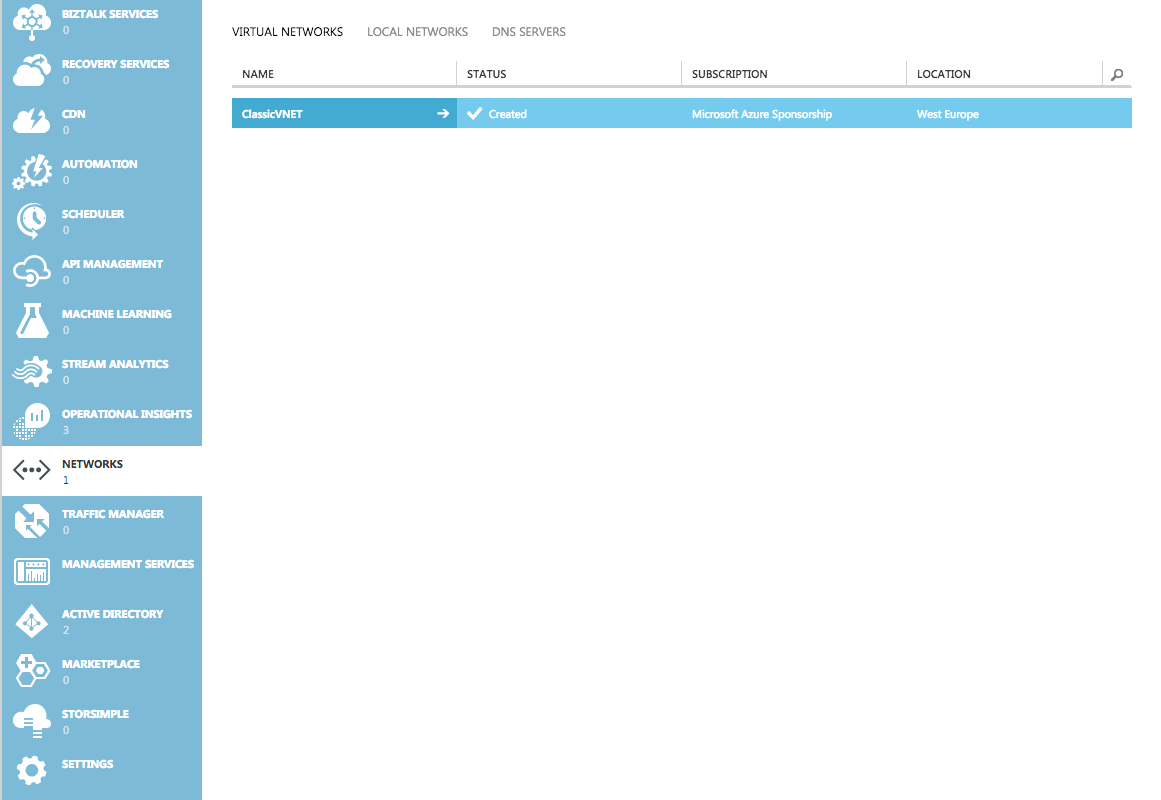 BIZTALK SERVICES
0
RECOVERY SERVICES
0
CDN
0
AUTOMATION
0
SCHEDULER
0
API MANAGEMENT
0
MACHINE LEARNING
0
STREAM ANALYTICS
0
OPERATIONAL INSIGHTS
3
NETWORKS
1
TRAFFIC MANAGER
0
MANAGEMENT SERVICES
ACTIVE DIRECTORY
2
MARKETPLACE
0
STORSIMPLE
0
SETTINGS
VIRTUAL NETWORKS LOCAL NETWORKS DNS SERVERS
NAME STATUS SUBSCRIPTION LOCATION
ClassicVNET Created Microsoft Azure Sponsorship West Europe